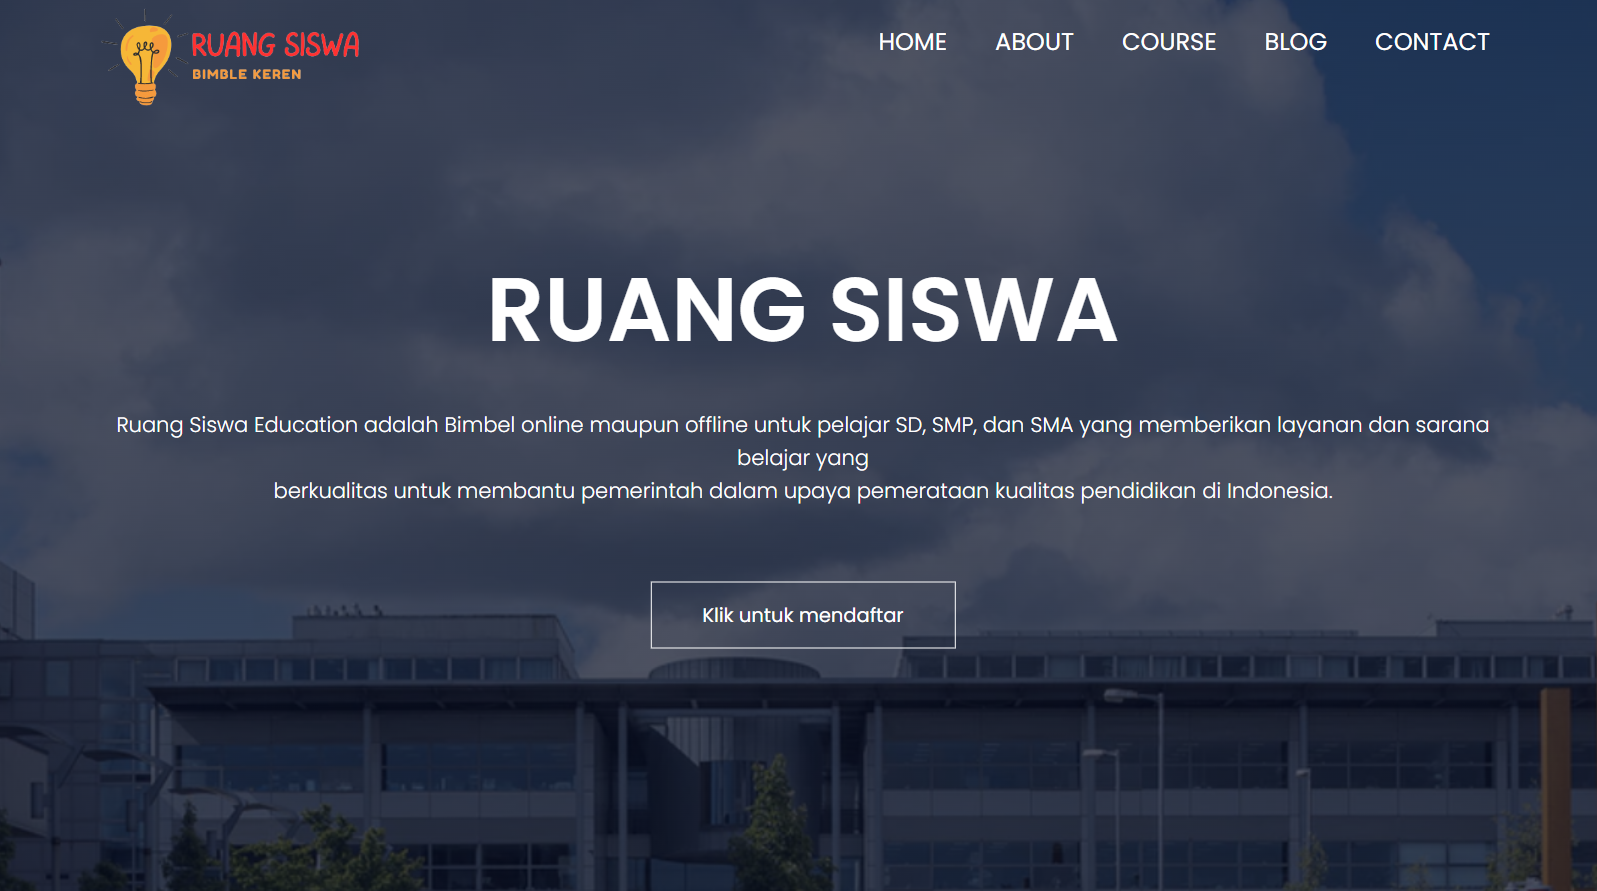 RUANG SISWA
BIMBLE KEREN
HOME
ABOUT
COURSE
BLOG
CONTACT
RUANG SISWA
Ruang Siswa Education adalah Bimbel online maupun offline untuk pelajar SD, SMP, dan SMA yang memberikan layanan dan sarana
belajar yang
berkualitas untuk membantu pemerintah dalam upaya pemerataan kualitas pendidikan di Indonesia.
Klik untuk mendaftar